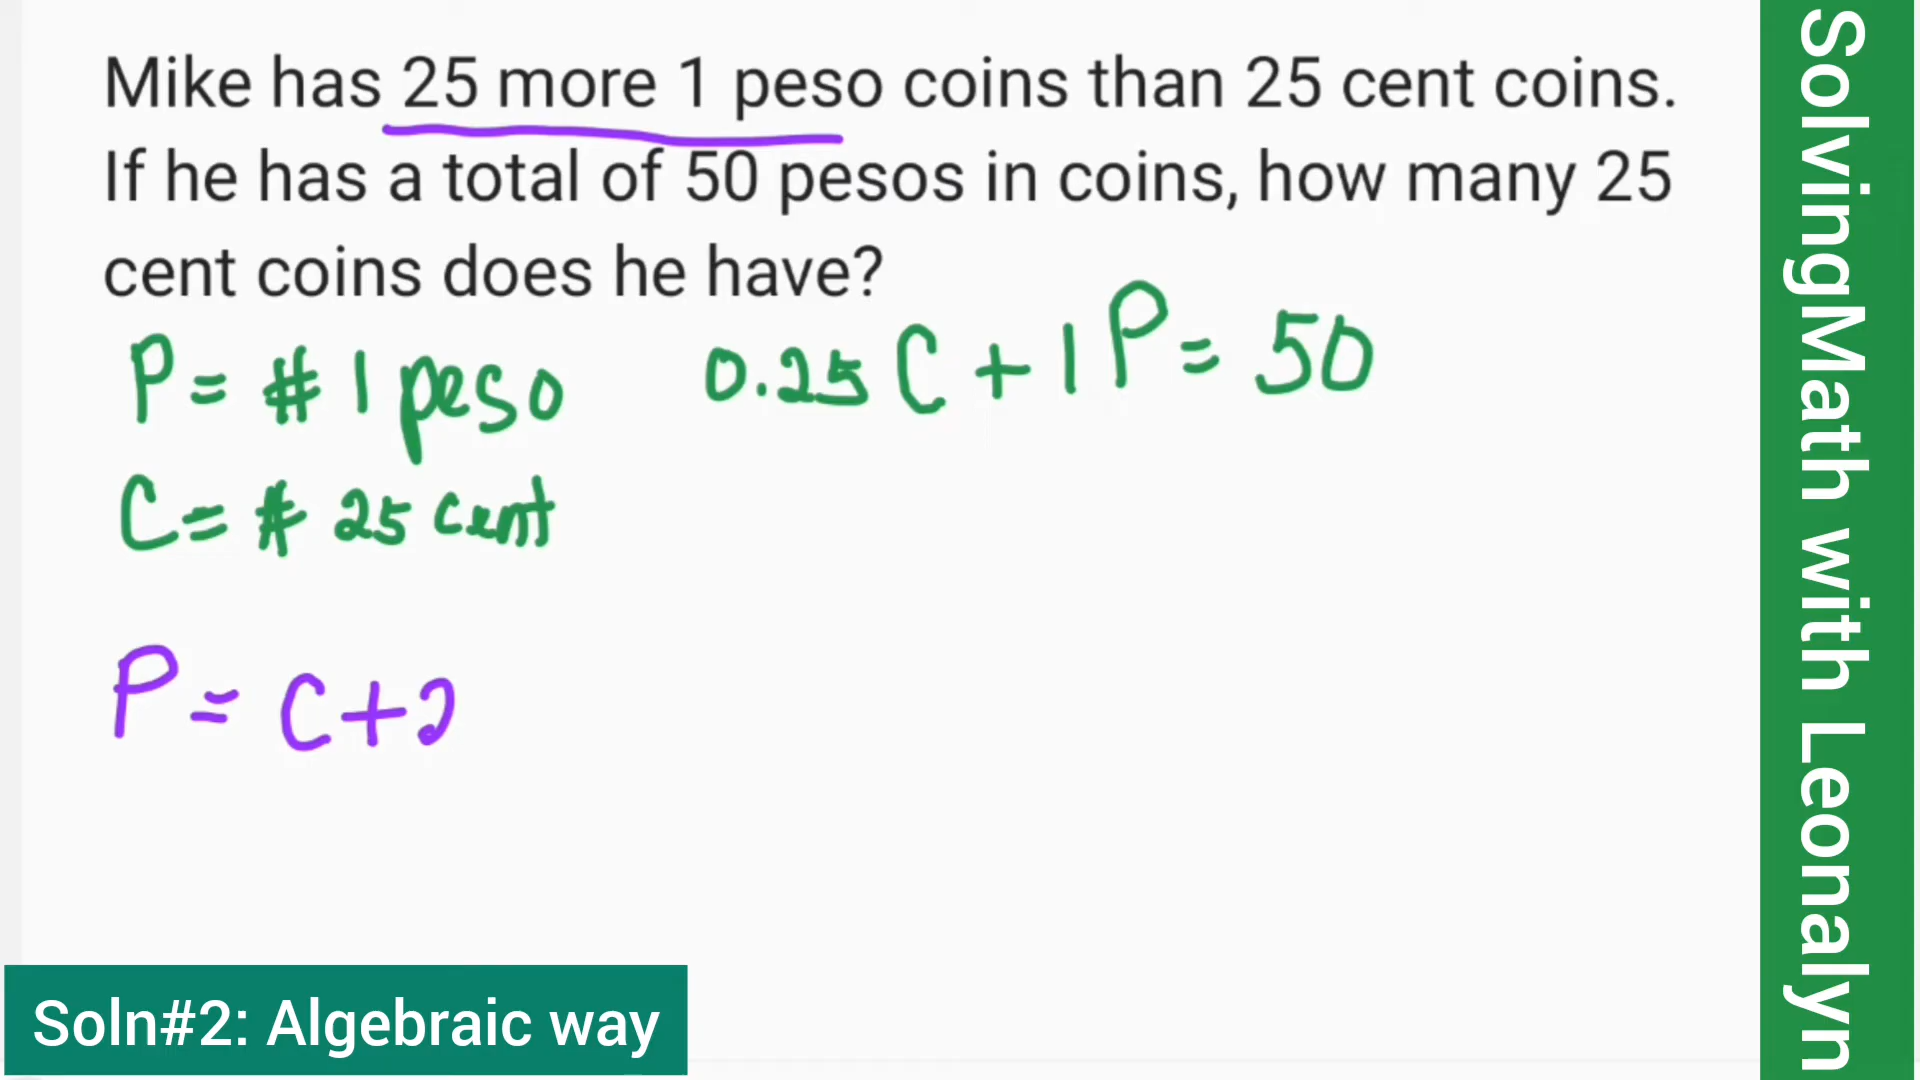 Mike has 25 more 1 peso coins than 25 cent coins.
If he has a total of 50 pesos in coins, how many 25
cent coins does he have?
P = # 1 peso
0.25 C + 1 P = 50
C = # 25 cent
P = C + 2
Soln#2: Algebraic way
SolvingMath with Leonalyn